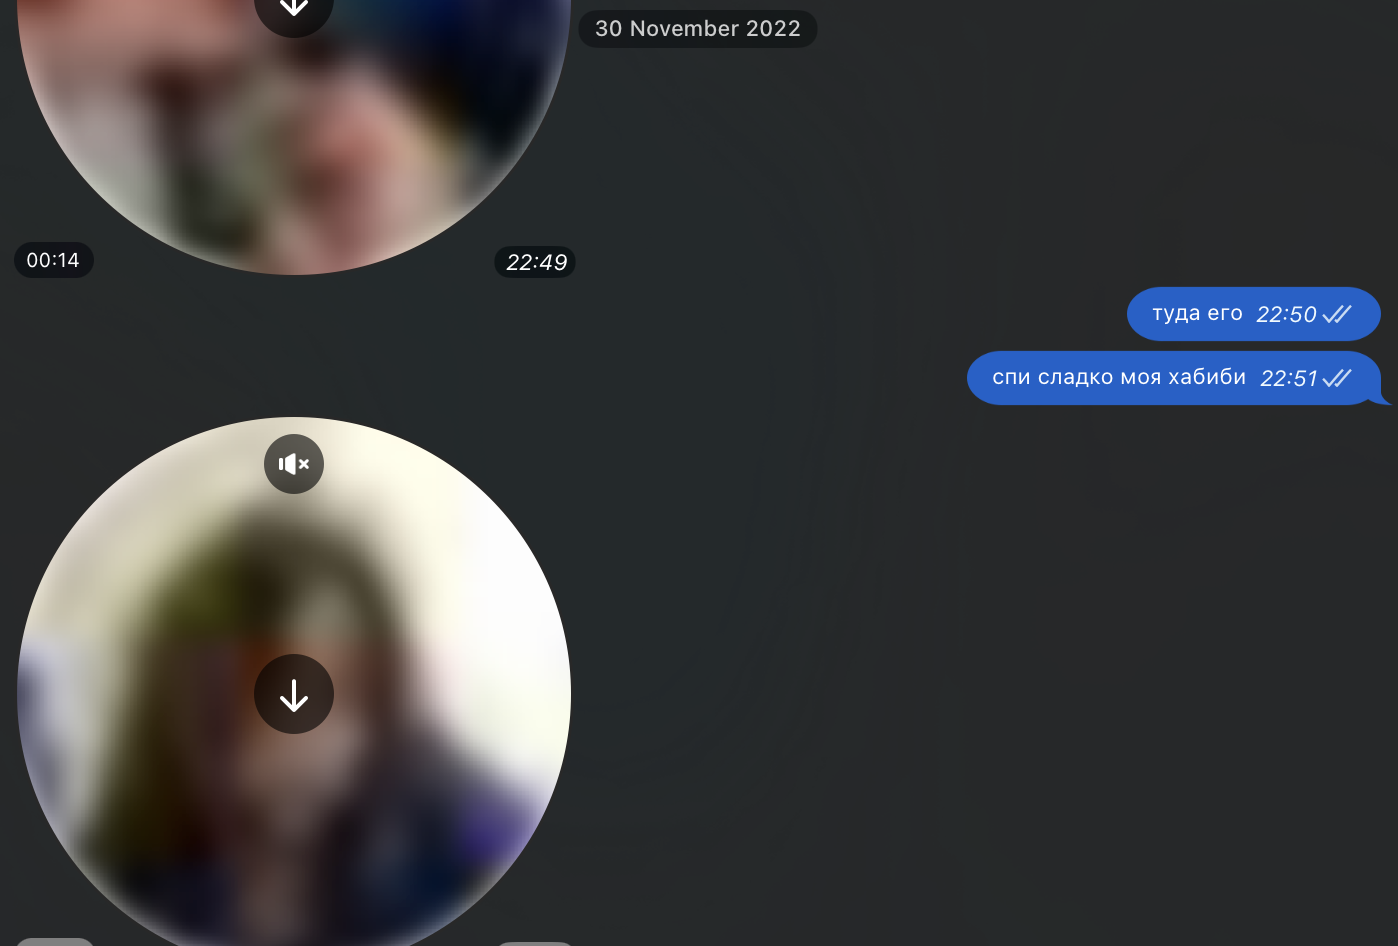 30 November 2022
00:14
22:49
туда его 22:50
спи сладко моя хабиби 22:51